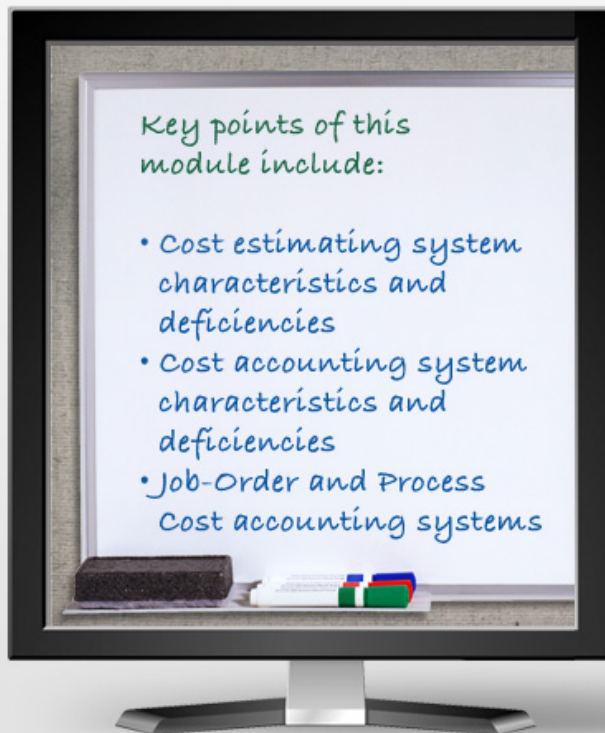 Key points of this
module include:
• Cost estimating system
characteristics and
deficiencies
• Cost accounting system
characteristics and
deficiencies
• Job-Order and Process
Cost accounting systems